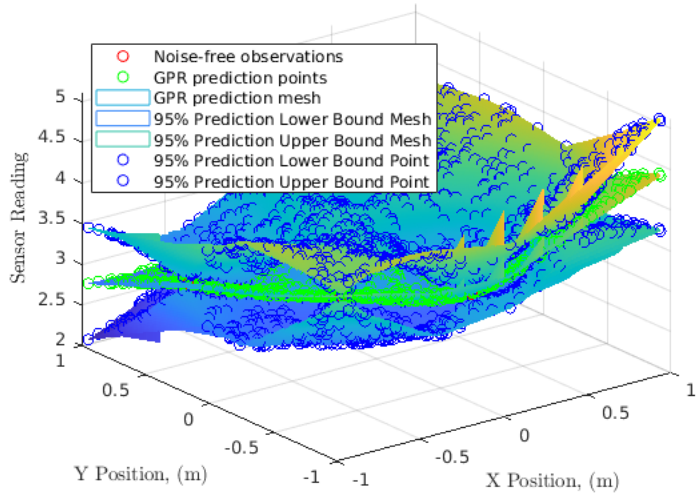 Noise-free observations
GPR prediction points
GPR prediction mesh
95% Prediction Lower Bound Mesh
95% Prediction Upper Bound Mesh
95% Prediction Lower Bound Point
95% Prediction Upper Bound Point
Sensor Reading
5
4.5
4
3.5
3
2.5
2
1
0.5
0
-0.5
-1
Y Position, (m)
-1
-0.5
0
0.5
1
X Position, (m)